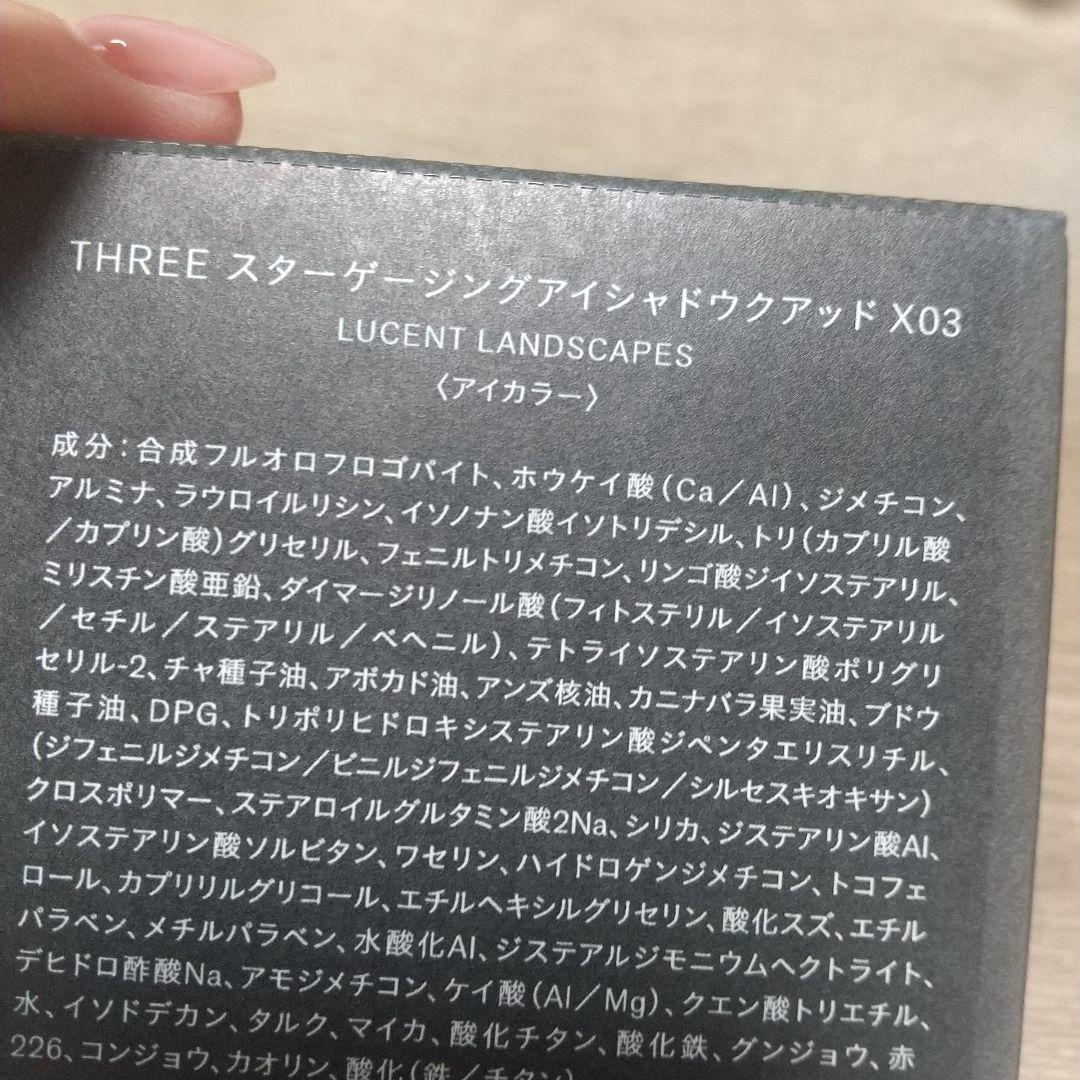 THREE スターゲージングアイシャドウクアッド X03
LUCENT LANDSCAPES
〈アイカラー〉
成分：合成フルオロフロゴパイト、ホウケイ酸（Ca／Al）、ジメチコン、
アルミナ、ラウロイルリシン、イソノナン酸イソトリデシル、トリ(カプリル酸
／カプリン酸)グリセリル、フェニルトリメチコン、リンゴ酸ジイソステアリル、
ミリスチン酸亜鉛、ダイマージリノール酸（フィトステリル／イソステアリル
／セチル／ステアリル／ベヘニル）、テトライソステアリン酸ポリグリ
セリル-2、チャ種子油、アボカド油、アンズ核油、カニナバラ果実油、ブドウ
種子油、DPG、トリポリヒドロキシステアリン酸ジペンタエリスリチル、
(ジフェニルジメチコン／ビニルジフェニルジメチコン／シルセスキオキサン)
クロスポリマー、ステアロイルグルタミン酸2Na、シリカ、ジステアリン酸Al、
イソステアリン酸ソルビタン、ワセリン、ハイドロゲンジメチコン、トコフェ
ロール、カプリリルグリコール、エチルヘキシルグリセリン、酸化スズ、エチル
パラベン、メチルパラベン、水酸化Al、ジステアルジモニウムヘクトライト、
デヒドロ酢酸Na、アモジメチコン、ケイ酸（Al／Mg）、クエン酸トリエチル、
水、イソドデカン、タルク、マイカ、酸化チタン、酸化鉄、グンジョウ、赤
226、コンジョウ、カオリン、酸化（鉄／チタン）